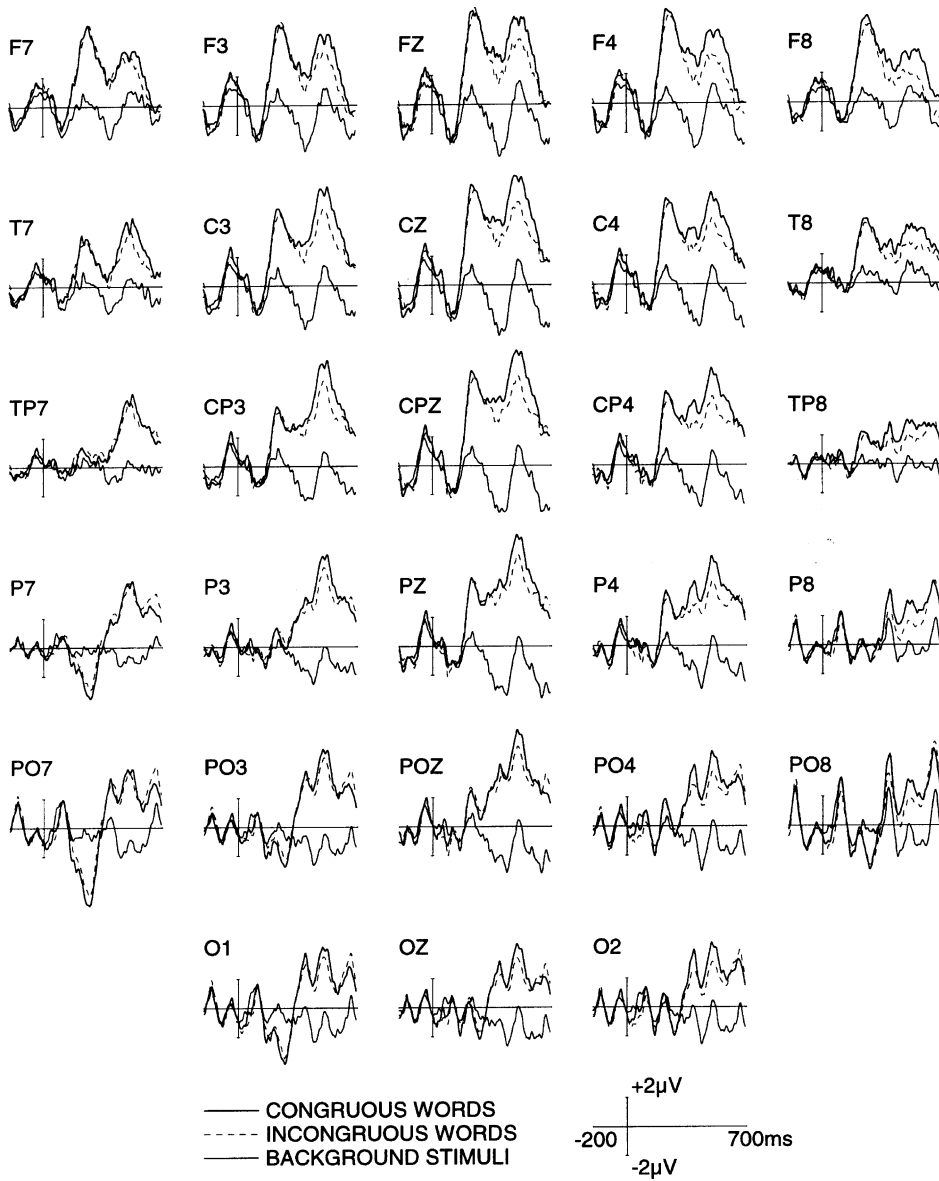 F7 F3 FZ F4 F8
T7 C3 CZ C4 T8
TP7 CP3 CPZ CP4 TP8
P7 P3 PZ P4 P8
PO7 PO3 POZ PO4 PO8
O1 OZ O2
+2µV
CONGRUOUS WORDS
INCONGRUOUS WORDS -200 700ms
BACKGROUND STIMULI -2µV